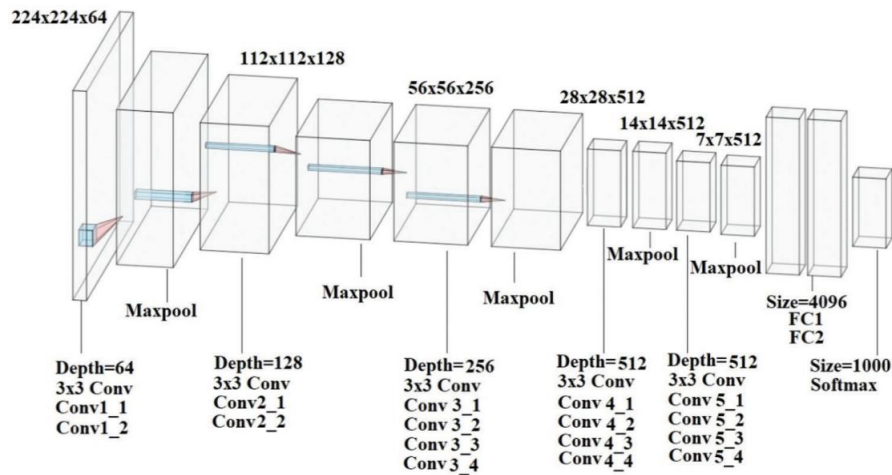 224x224x64
112x112x128
56x56x256
28x28x512
14x14x512
7x7x512
Maxpool
Maxpool
Maxpool
Maxpool
Maxpool
Depth=64
3x3 Conv
Conv1_1
Conv1_2
Depth=128
3x3 Conv
Conv2_1
Conv2_2
Depth=256
3x3 Conv
Conv 3_1
Conv 3_2
Conv 3_3
Conv 3_4
Depth=512
3x3 Conv
Conv 4_1
Conv 4_2
Conv 4_3
Conv 4_4
Depth=512
3x3 Conv
Conv 5_1
Conv 5_2
Conv 5_3
Conv 5_4
Size=4096
FC1
FC2
Size=1000
Softmax